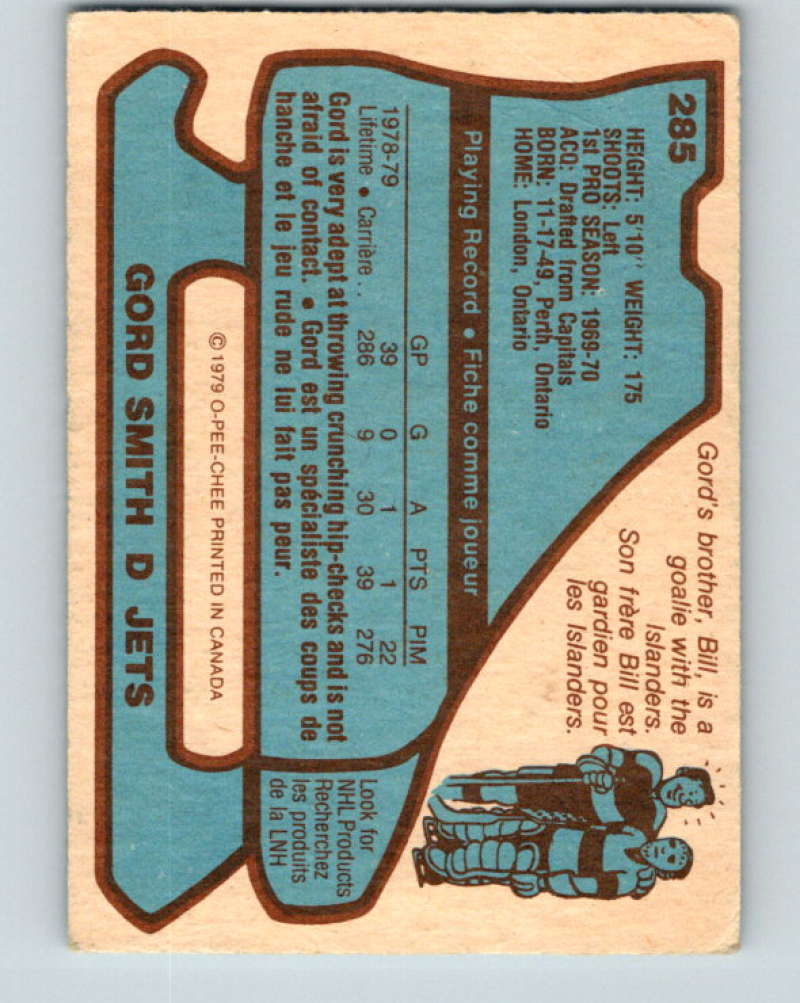 285
HEIGHT: 5'10" WEIGHT: 175
SHOOTS: Left
1st PRO SEASON: 1969-70
ACQ: Drafted from Capitals
BORN: 11-17-49, Perth, Ontario
HOME: London, Ontario
Gord's brother, Bill, is a
goalie with the
Islanders.
Son frère Bill est
gardien pour
les Islanders.
Playing Record • Fiche comme joueur
GP G A PTS PIM
1978-79 39 0 1 1 22
Lifetime • Carrière .. 286 9 30 39 276
Gord is very adept at throwing crunching hip-checks and is not
afraid of contact. • Gord est un spécialiste des coups de
hanche et le jeu rude ne lui fait pas peur.
Look for
NHL Products
Recherchez
les produits
de la LNH
© 1979 O-PEE-CHEE PRINTED IN CANADA
GORD SMITH D JETS